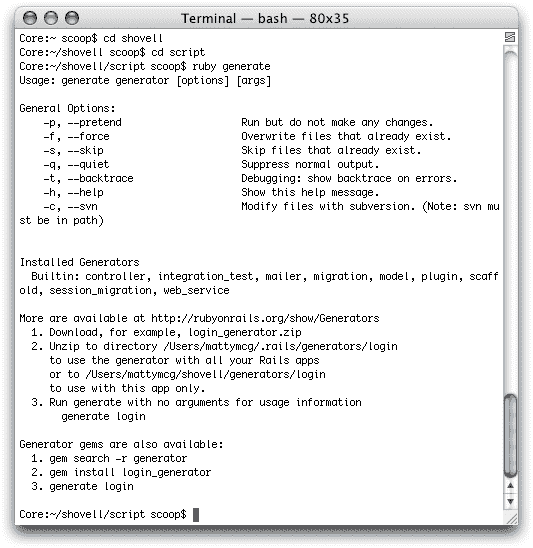 Terminal — bash — 80x35
Core:~ scoop$ cd shovell
Core:~/shovell scoop$ cd script
Core:~/shovell/script scoop$ ruby generate
Usage: generate generator [options] [args]
General Options:
-p, --pretend Run but do not make any changes.
-f, --force Overwrite files that already exist.
-s, --skip Skip files that already exist.
-q, --quiet Suppress normal output.
-t, --backtrace Debugging: show backtrace on errors.
-h, --help Show this help message.
-c, --svn Modify files with subversion. (Note: svn mu
st be in path)
Installed Generators
Builtin: controller, integration_test, mailer, migration, model, plugin, scaff
old, session_migration, web_service
More are available at http://rubyonrails.org/show/Generators
1. Download, for example, login_generator.zip
2. Unzip to directory /Users/mattymcg/.rails/generators/login
to use the generator with all your Rails apps
or to /Users/mattymcg/shovell/generators/login
to use with this app only.
3. Run generate with no arguments for usage information
generate login
Generator gems are also available:
1. gem search -r generator
2. gem install login_generator
3. generate login
Core:~/shovell/script scoop$